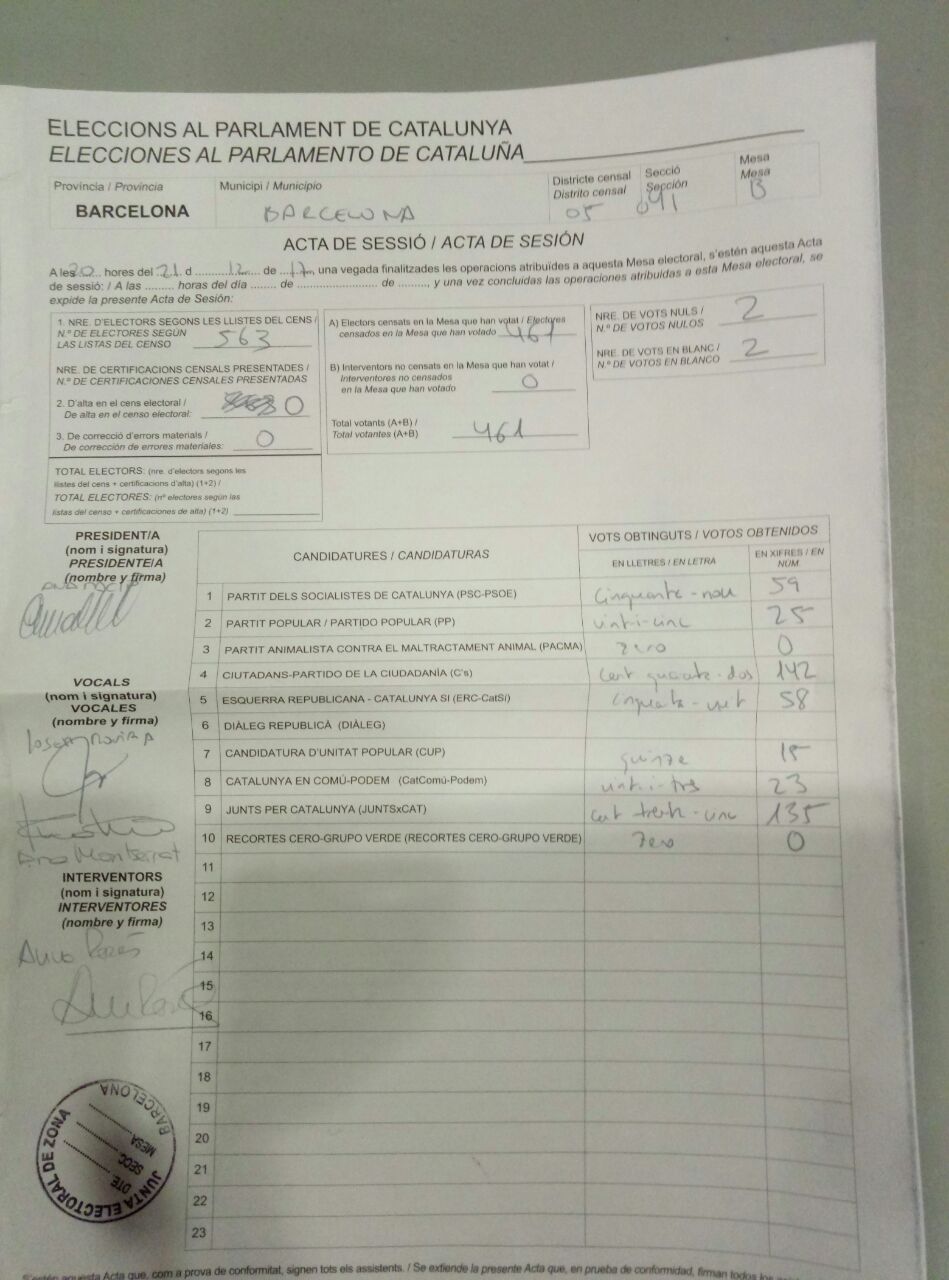 ELECCIONS AL PARLAMENT DE CATALUNYA
ELECCIONES AL PARLAMENTO DE CATALUÑA
Província / Provincia
BARCELONA
Municipi / Municipio
BARCELONA
Districte censal
Distrito censal
05
Secció
Sección
041
Mesa
Mesa
B
ACTA DE SESSIÓ / ACTA DE SESIÓN
A les 20 hores del 21 d 12 de 17, una vegada finalitzades les operacions atribuïdes a aquesta Mesa electoral, s'estén aquesta Acta
de sessió: / A las ......... horas del día ........ de ........................ de ........., y una vez concluidas las operaciones atribuidas a esta Mesa electoral, se
expide la presente Acta de Sesión:
1. NRE. D'ELECTORS SEGONS LES LLISTES DEL CENS /
N.º DE ELECTORES SEGÚN
LAS LISTAS DEL CENSO
563
NRE. DE CERTIFICACIONS CENSALS PRESENTADES /
N.º DE CERTIFICACIONES CENSALES PRESENTADAS
2. D'alta en el cens electoral /
De alta en el censo electoral: 0
3. De correcció d'errors materials /
De corrección de errores materiales: 0
TOTAL ELECTORS: (nre. d'electors segons les
llistes del cens + certificacions d'alta) (1+2) /
TOTAL ELECTORES: (nº electores según las
listas del censo + certificaciones de alta) (1+2)
A) Electors censats en la Mesa que han votat / Electores
censados en la Mesa que han votado 461
B) Interventors no censats en la Mesa que han votat /
Interventores no censados
en la Mesa que han votado 0
Total votants (A+B) /
Total votantes (A+B) 461
NRE. DE VOTS NULS /
N.º DE VOTOS NULOS 2
NRE. DE VOTS EN BLANC /
N.º DE VOTOS EN BLANCO 2
PRESIDENT/A
(nom i signatura)
PRESIDENTE/A
(nombre y firma)
VOCALS
(nom i signatura)
VOCALES
(nombre y firma)
Ana Montserrat
INTERVENTORS
(nom i signatura)
INTERVENTORES
(nombre y firma)
CANDIDATURES / CANDIDATURAS
VOTS OBTINGUTS / VOTOS OBTENIDOS
EN LLETRES / EN LETRA
EN XIFRES / EN NÚM
1 PARTIT DELS SOCIALISTES DE CATALUNYA (PSC-PSOE) Cinquanta-nou 59
2 PARTIT POPULAR / PARTIDO POPULAR (PP) vint-i-cinc 25
3 PARTIT ANIMALISTA CONTRA EL MALTRACTAMENT ANIMAL (PACMA) zero 0
4 CIUTADANS-PARTIDO DE LA CIUDADANÍA (C's) cent quaranta-dos 142
5 ESQUERRA REPUBLICANA - CATALUNYA SI (ERC-CatSí) cinquanta-vuit 58
6 DIÀLEG REPUBLICÀ (DIÀLEG)
7 CANDIDATURA D'UNITAT POPULAR (CUP) quinze 15
8 CATALUNYA EN COMÚ-PODEM (CatComú-Podem) vint-i-tres 23
9 JUNTS PER CATALUNYA (JUNTSxCAT) cent trenta-cinc 135
10 RECORTES CERO-GRUPO VERDE (RECORTES CERO-GRUPO VERDE) Zero 0
11
12
13
14
15
16
17
18
19
20
21
22
23
JUNTA ELECTORAL DE ZONA
BARCELONA
DTE.
SECC.
MESA
S'estén aquesta Acta que, com a prova de conformitat, signen tots els assistents. / Se extiende la presente Acta que, en prueba de conformidad, firman todos los